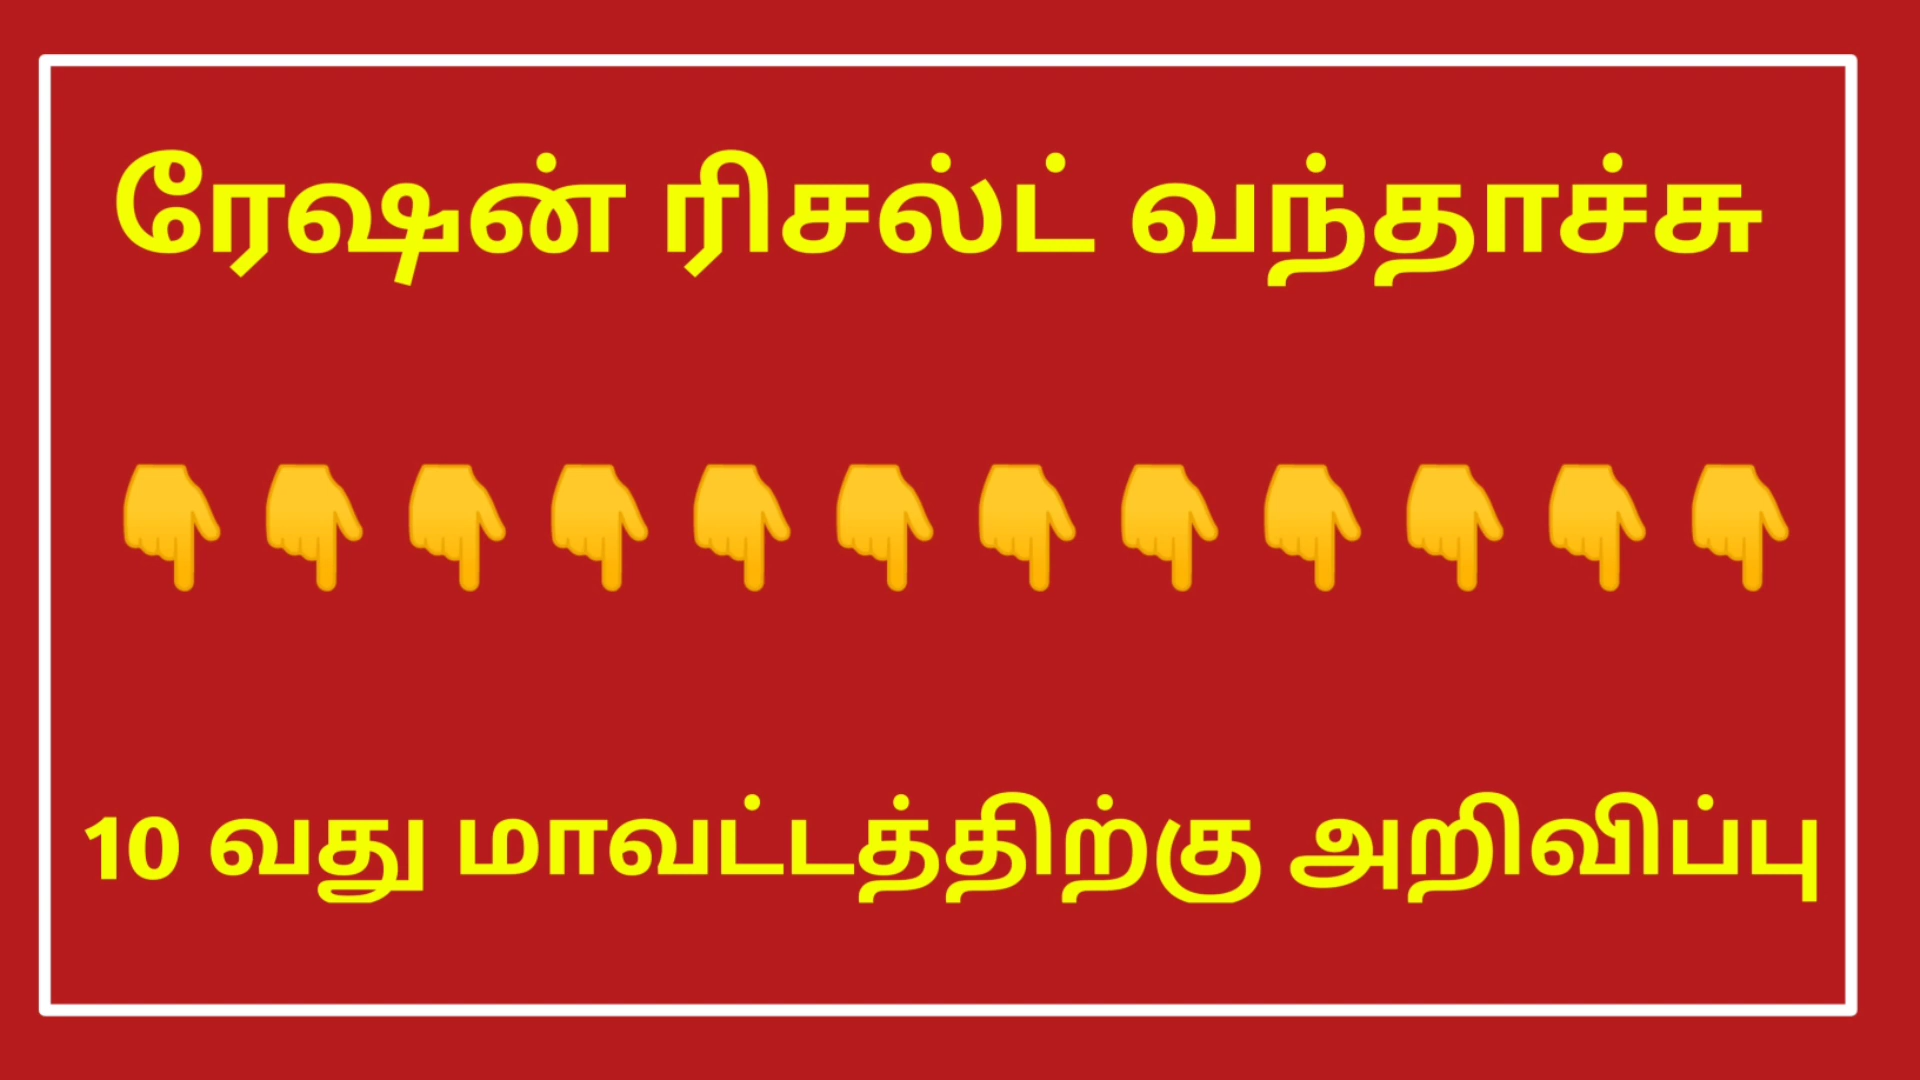 ரேஷன் ரிசல்ட் வந்தாச்சு
👇👇👇👇👇👇👇👇👇👇👇👇
10 வது மாவட்டத்திற்கு அறிவிப்பு